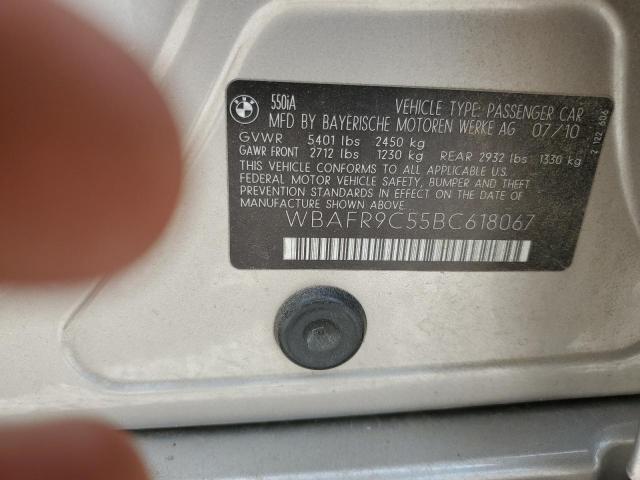 BMW
550iA
VEHICLE TYPE: PASSENGER CAR
MFD BY BAYERISCHE MOTOREN WERKE AG 07/10
GVWR 5401 lbs 2450 kg
GAWR FRONT 2712 lbs 1230 kg REAR 2932 lbs 1330 kg
THIS VEHICLE CONFORMS TO ALL APPLICABLE U.S.
FEDERAL MOTOR VEHICLE SAFETY, BUMPER, AND THEFT
PREVENTION STANDARDS IN EFFECT ON THE DATE OF
MANUFACTURE SHOWN ABOVE.
WBAFR9C55BC618067